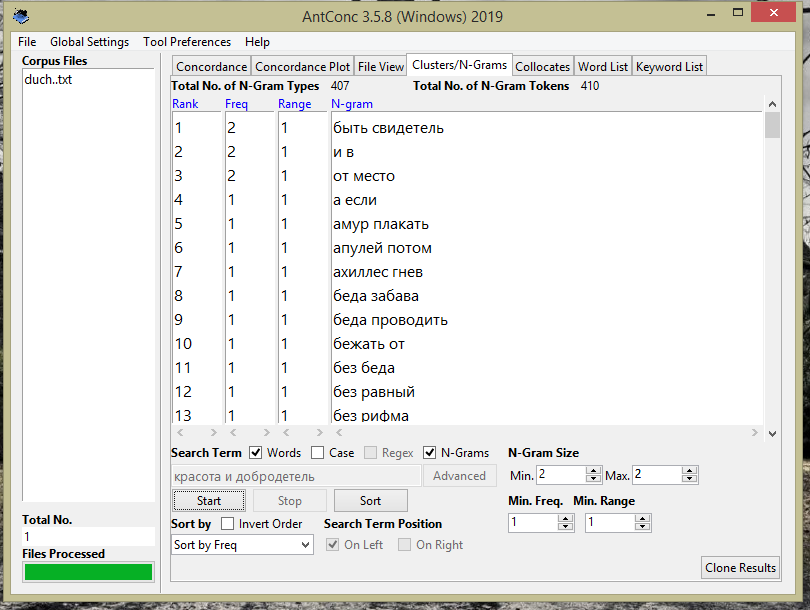 AntConc 3.5.8 (Windows) 2019
File Global Settings Tool Preferences Help
Corpus Files
duch..txt
Concordance Concordance Plot File View Clusters/N-Grams Collocates Word List Keyword List
Total No. of N-Gram Types 407 Total No. of N-Gram Tokens 410
Rank Freq Range N-gram
1 2 1 быть свидетель
2 2 1 и в
3 2 1 от место
4 1 1 а если
5 1 1 амур плакать
6 1 1 апулей потом
7 1 1 ахиллес гнев
8 1 1 беда забава
9 1 1 беда проводить
10 1 1 бежать от
11 1 1 без беда
12 1 1 без равный
13 1 1 без рифма
Search Term Words Case Regex N-Grams N-Gram Size
красота и добродетель Advanced Min. 2 Max. 2
Start Stop Sort Min. Freq. Min. Range
Sort by Invert Order Search Term Position 1 1
Sort by Freq On Left On Right
Clone Results
Total No.
1
Files Processed